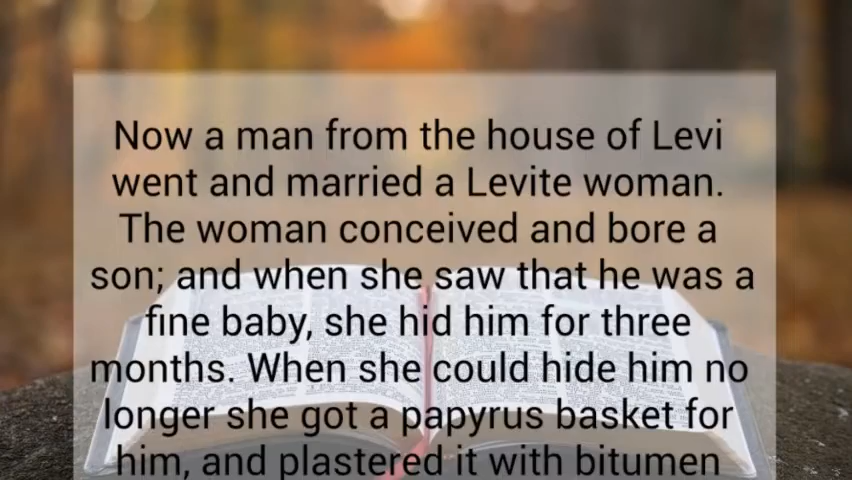 Now a man from the house of Levi
went and married a Levite woman.
The woman conceived and bore a
son; and when she saw that he was a
fine baby, she hid him for three
months. When she could hide him no
longer she got a papyrus basket for
him, and plastered it with bitumen